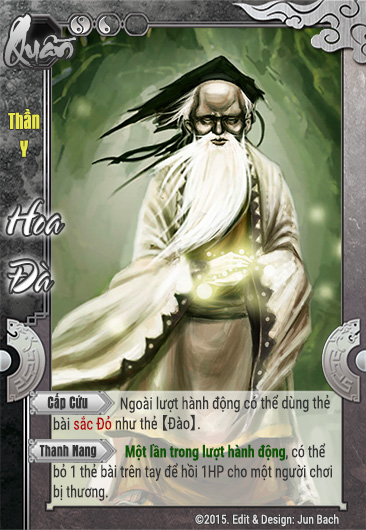 Quần
Thần
Y
Hoa
Đà
Cấp Cứu Ngoài lượt hành động có thể dùng thẻ
bài sắc Đỏ như thẻ【Đào】.
Thanh Nang Một lần trong lượt hành động, có thể
bỏ 1 thẻ bài trên tay để hồi 1HP cho một người chơi
bị thương.
©2015. Edit & Design: Jun Bach